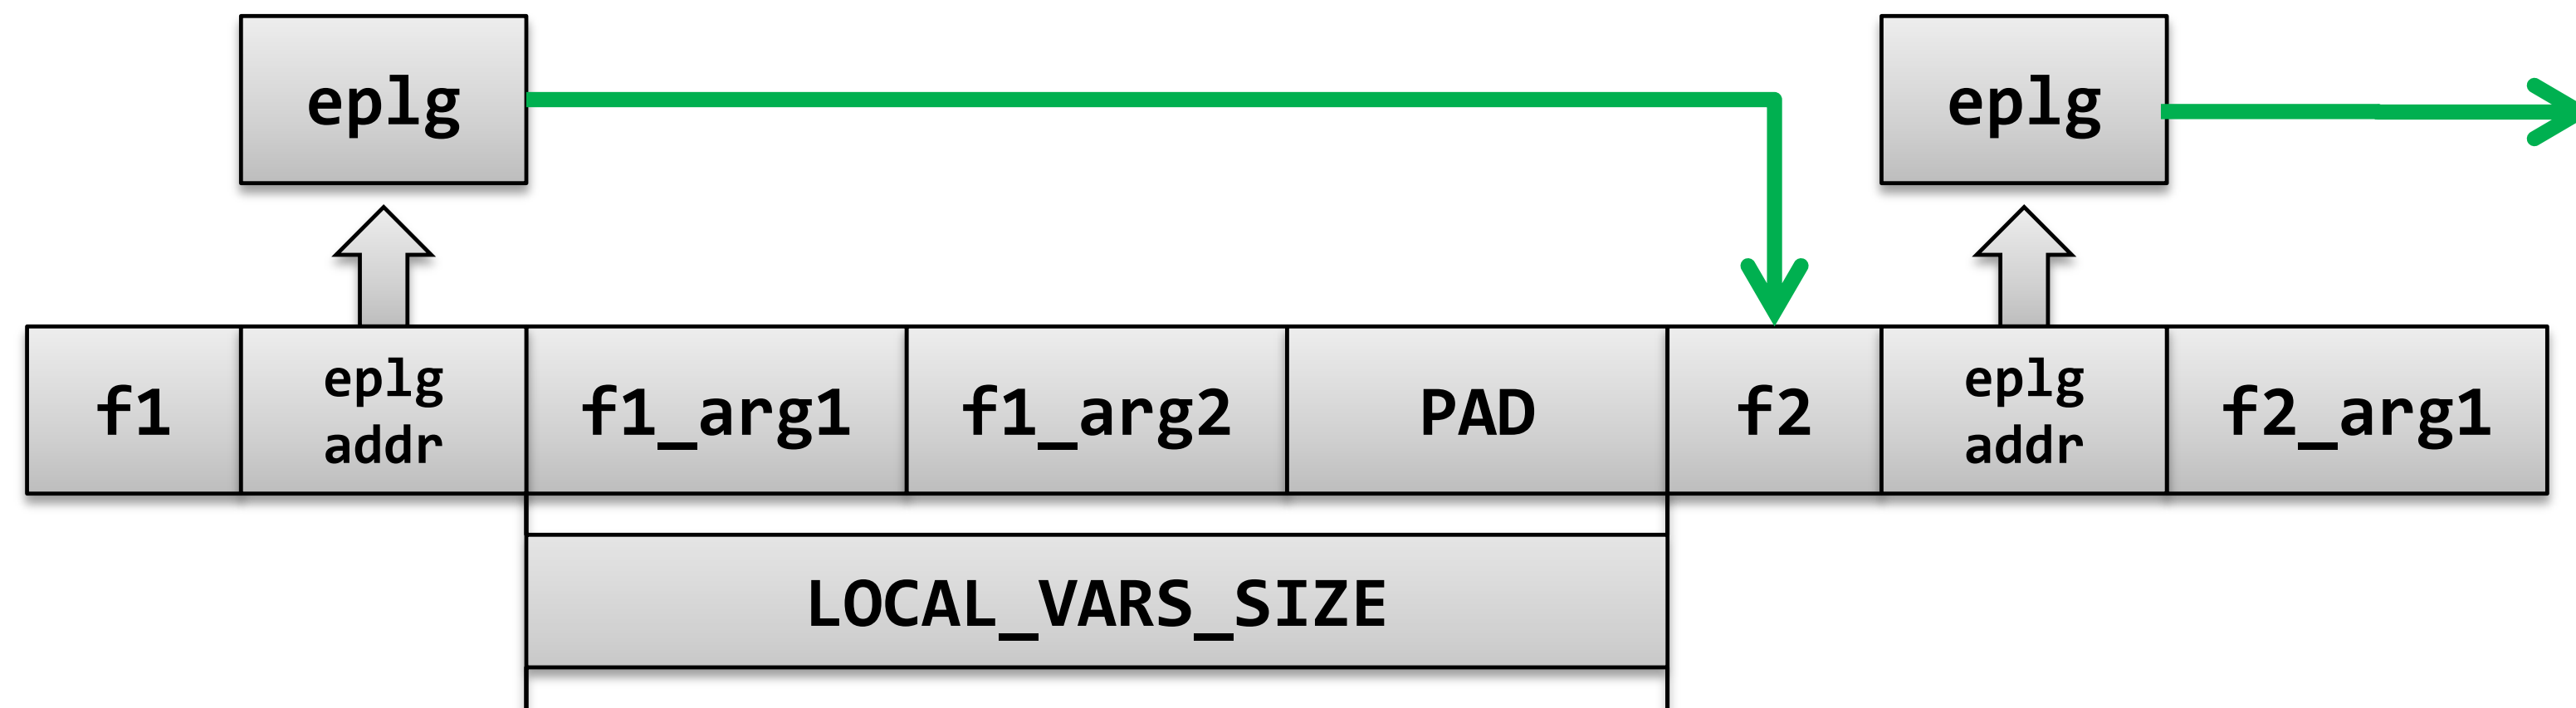 eplg
eplg
f1
eplg
addr
f1_arg1
f1_arg2
PAD
f2
eplg
addr
f2_arg1
LOCAL_VARS_SIZE